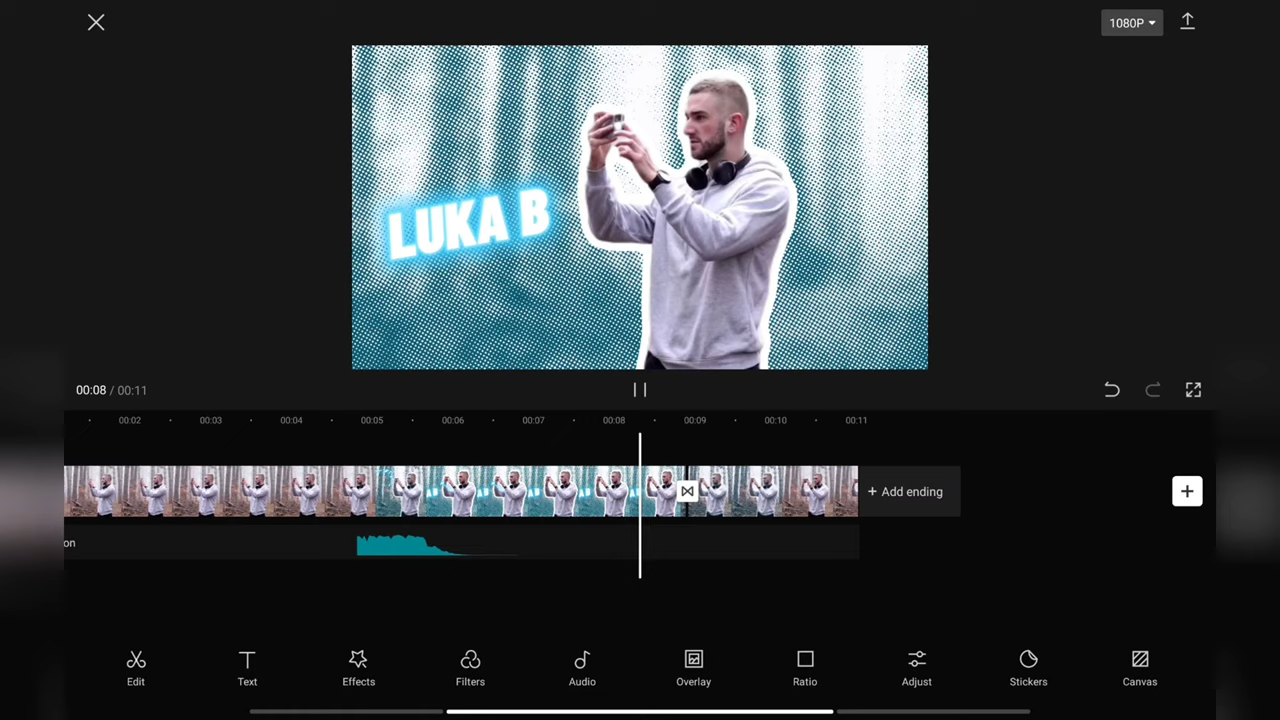 1080P
LUKA B
00:08 / 00:11
00:02 00:03 00:04 00:05 00:06 00:07 00:08 00:09 00:10 00:11
+ Add ending
on
Edit Text Effects Filters Audio Overlay Ratio Adjust Stickers Canvas